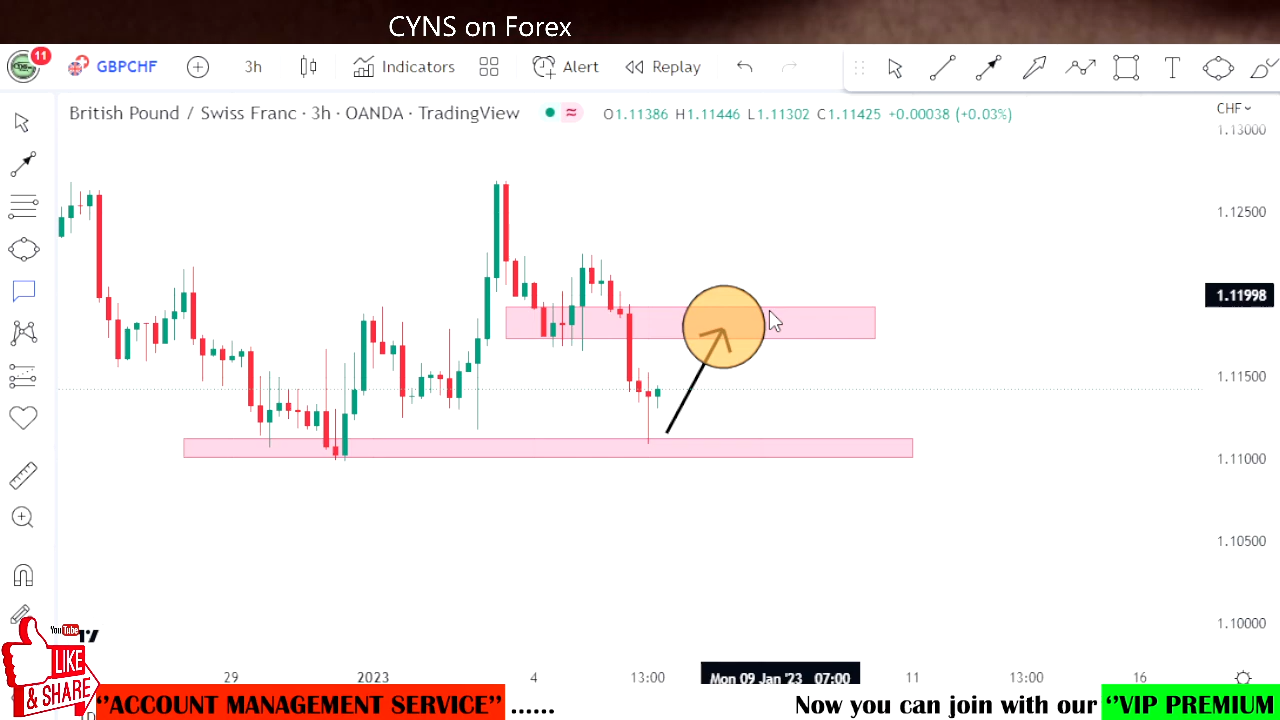 CYNS on Forex
11
GBPCHF
3h
Indicators
Alert
Replay
British Pound / Swiss Franc · 3h · OANDA · TradingView
O1.11386 H1.11446 L1.11302 C1.11425 +0.00038 (+0.03%)
CHF
1.13000
1.12500
1.11998
1.11500
1.11000
1.10500
1.10000
YouTube
LIKE
& SHARE
29
2023
4
13:00
Mon 09 Jan '23 07:00
11
13:00
16
‘‘ACCOUNT MANAGEMENT SERVICE’’ ......
Now you can join with our ‘‘VIP PREMIUM